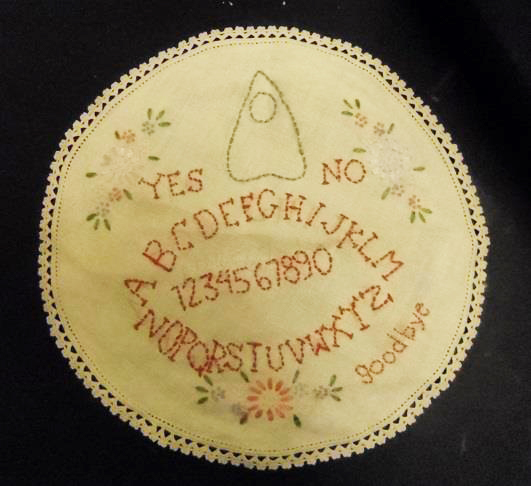 YES NO
ABCDEFGHIJKLM
1234567890
NOPQRSTUVWXYZ
goodbye